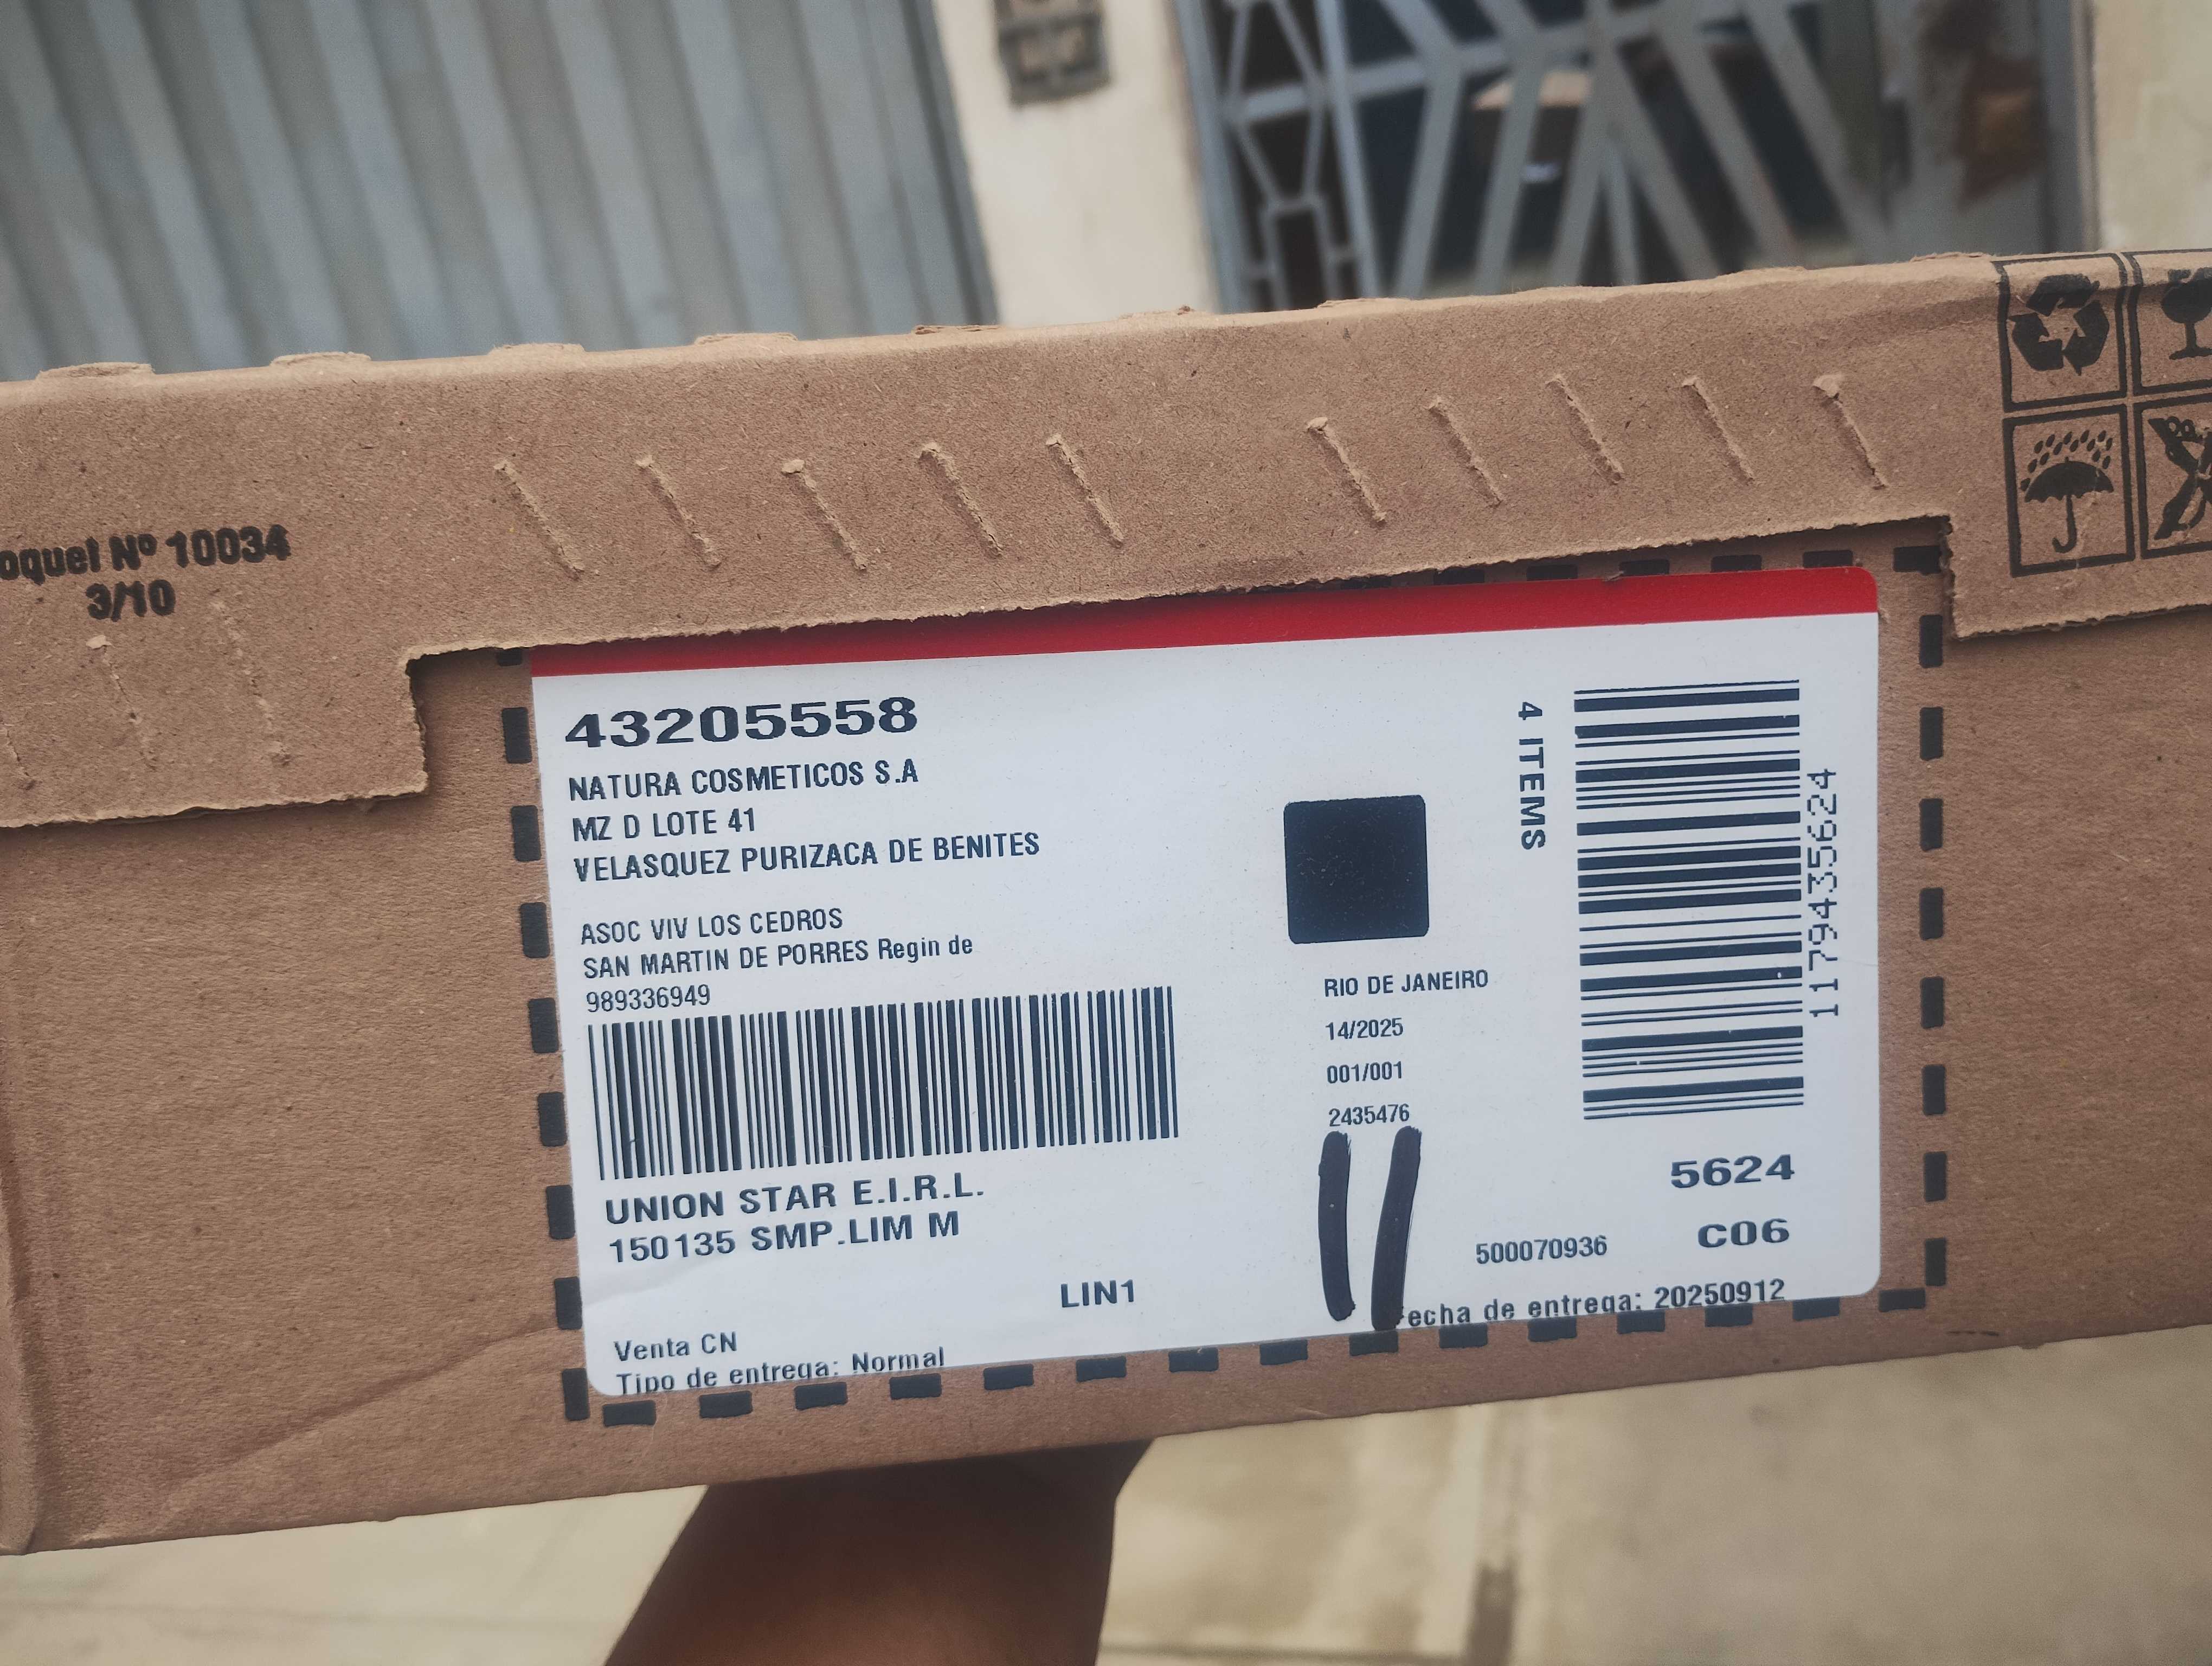 oquel Nº 10034
3/10
43205558
NATURA COSMETICOS S.A
MZ D LOTE 41
VELASQUEZ PURIZACA DE BENITES
ASOC VIV LOS CEDROS
SAN MARTIN DE PORRES Regin de
989336949
UNION STAR E.I.R.L.
150135 SMP.LIM M
LIN1
Venta CN
Tipo de entrega: Normal
RIO DE JANEIRO
14/2025
001/001
2435476
4 ITEMS
11794435624
5624
C06
500070936
echa de entrega: 20250912